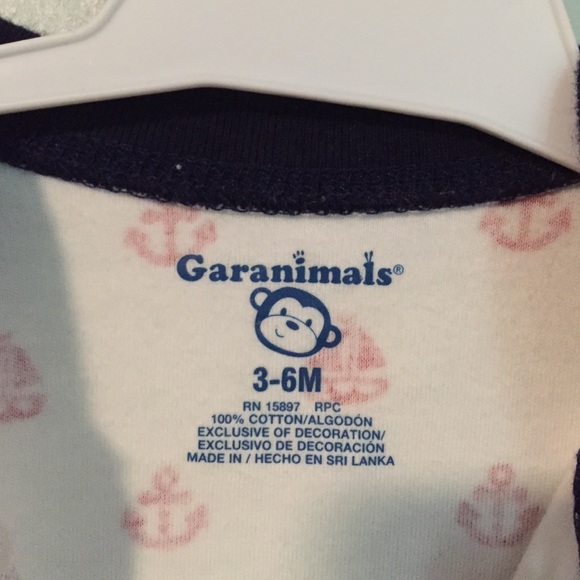 Garanimals®
3-6M
RN 15897 RPC
100% COTTON/ALGODÓN
EXCLUSIVE OF DECORATION/
EXCLUSIVO DE DECORACIÓN
MADE IN / HECHO EN SRI LANKA